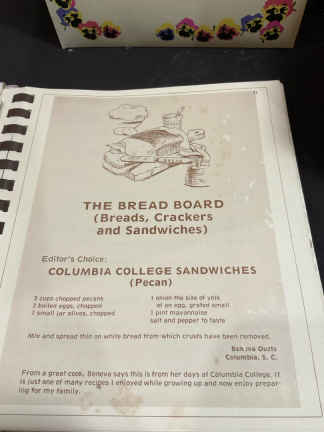 THE BREAD BOARD
(Breads, Crackers
and Sandwiches)
Editor's Choice:
COLUMBIA COLLEGE SANDWICHES
(Pecan)
3 cups chopped pecans
2 boiled eggs, chopped
1 small jar olives, chopped
1 onion the size of yolk
of an egg, grated small
1 pint mayonnaise
salt and pepper to taste
Mix and spread thin on white bread from which crusts have been removed.
Columbia, S. C.
From a great cook, Beneva says this is from her days at Columbia College. It
is just one of many recipes I enjoyed while growing up and now enjoy prepar-
ing for my family.